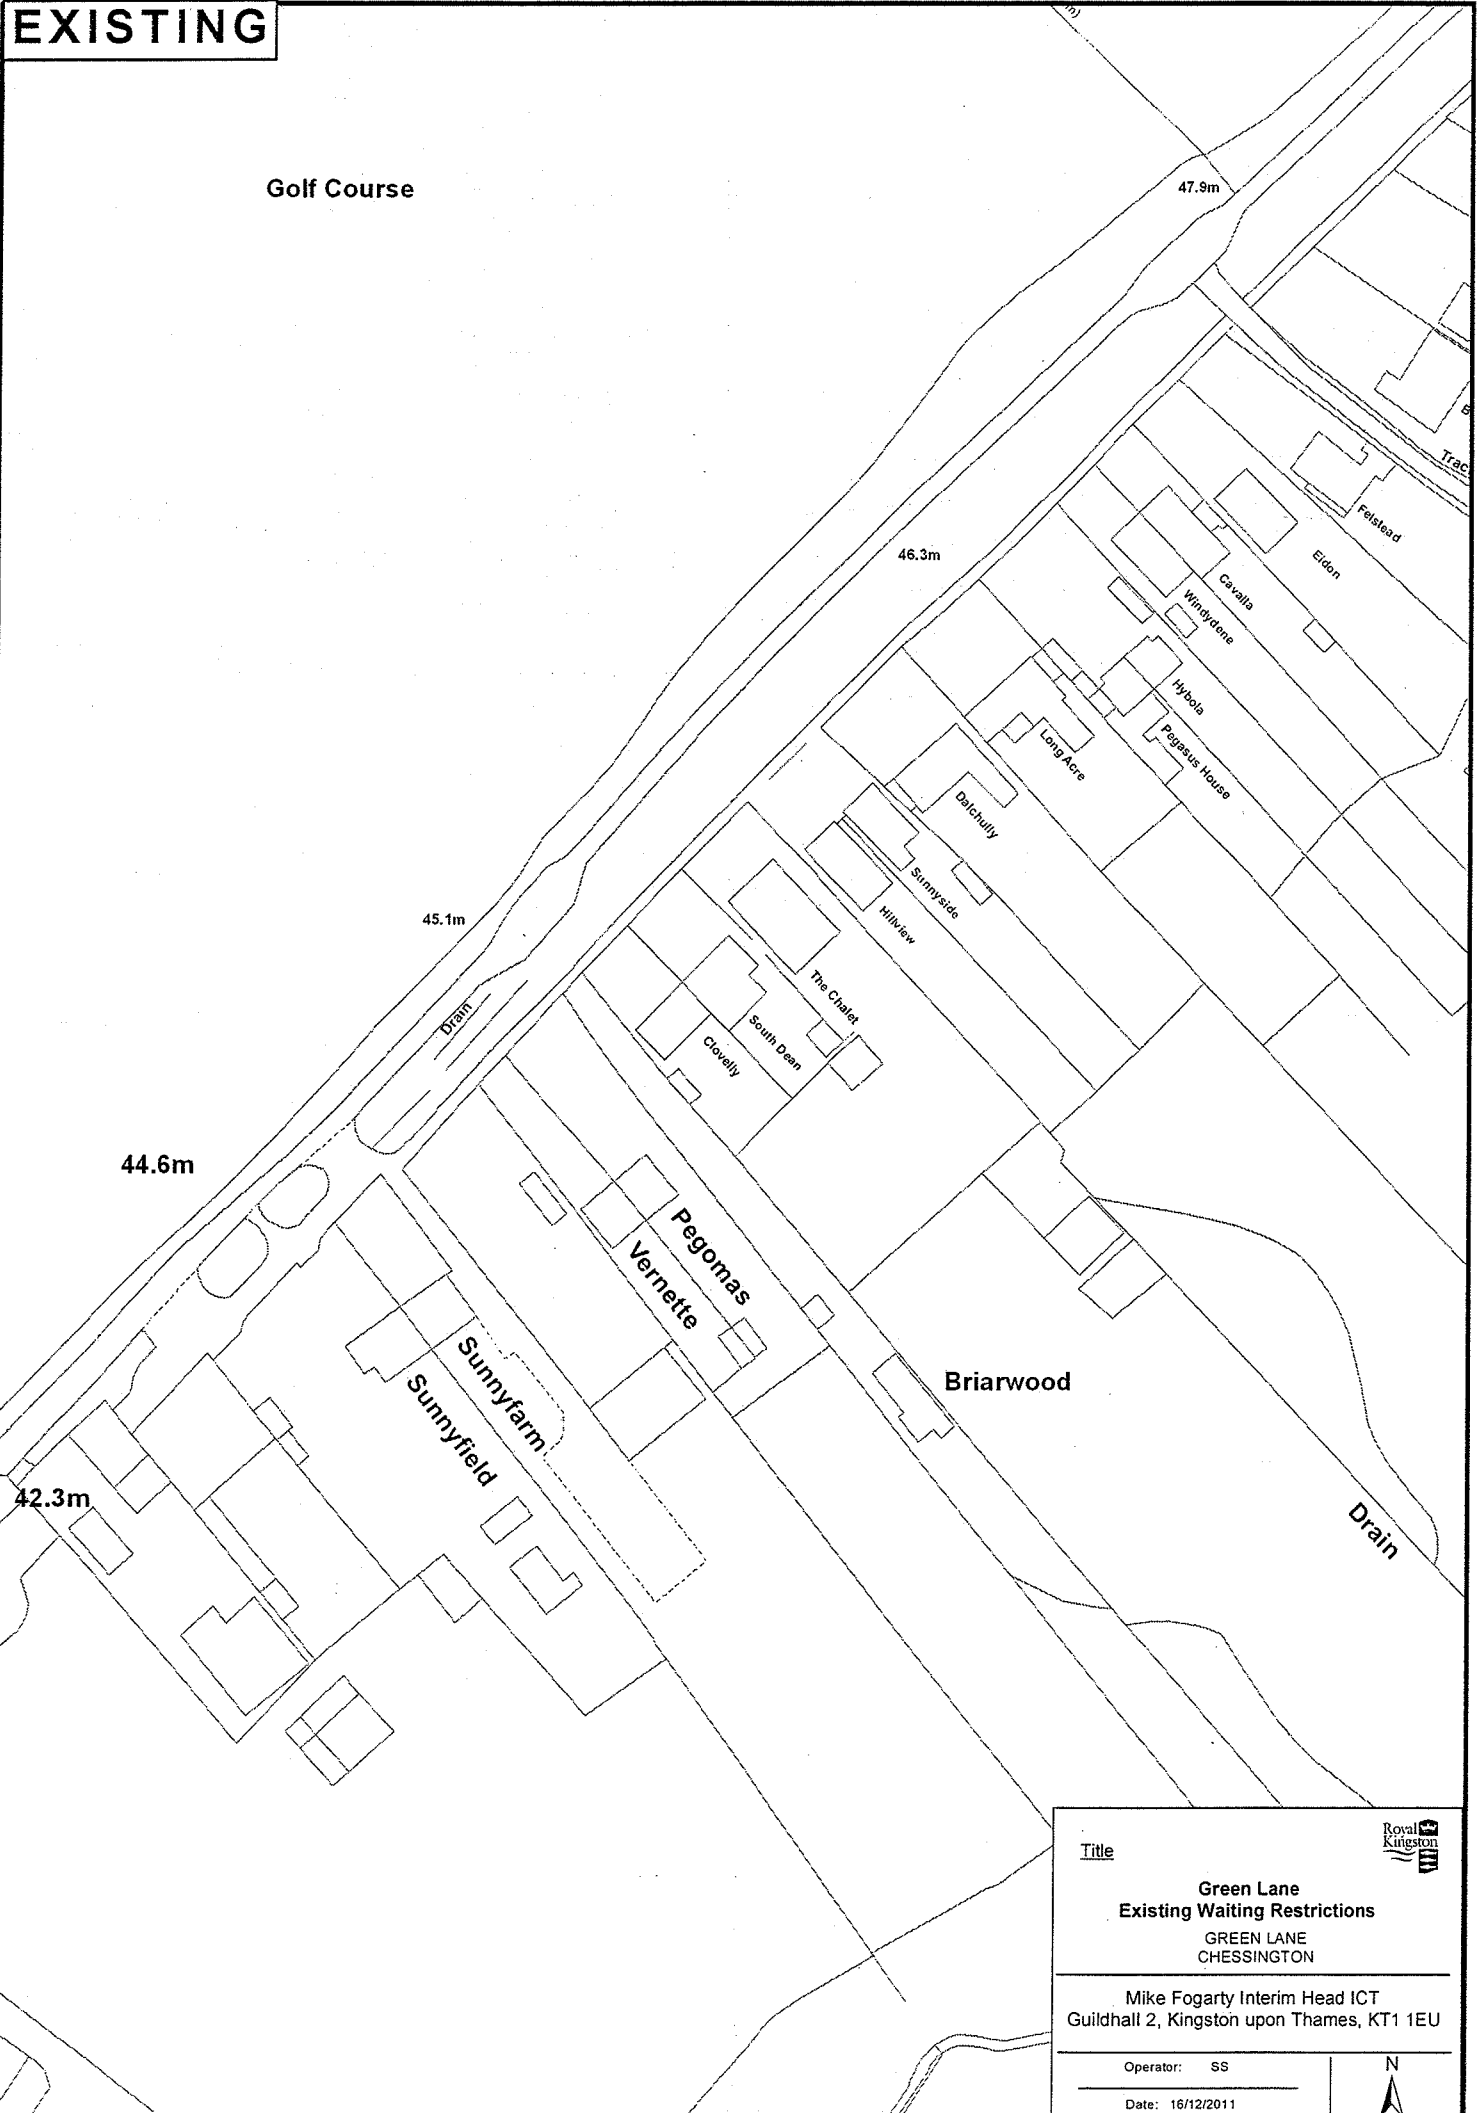 EXISTING
m)
Golf Course
47.9m
Felstead
Eidon
46.3m
Cavalla
Windydene
Hybola
Pegasus House
Long Acre
Dalchully
Sunnyside
Hillview
45.1m
The Chalet
Drain
South Dean
Clovelly
44.6m
Pegomas
Vernette
Sunnyfarm
Sunnyfield
Briarwood
42.3m
Drain
Title
Royal
Kingston
Green Lane
Existing Waiting Restrictions
GREEN LANE
CHESSINGTON
Mike Fogarty Interim Head ICT
Guildhall 2, Kingston upon Thames, KT1 1EU
Operator: SS
N
Date: 16/12/2011